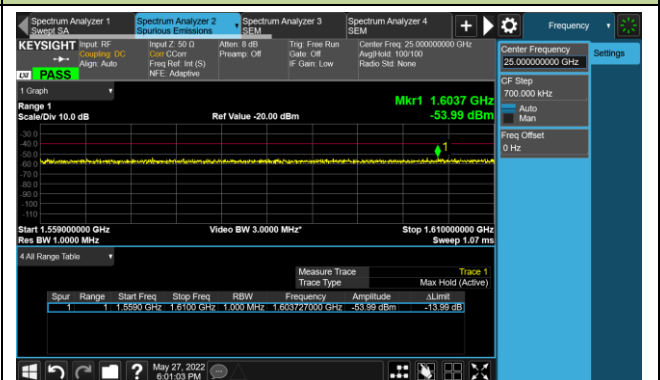 Spectrum Analyzer 1
Swept SA
Spectrum Analyzer 2
Spurious Emissions
Spectrum Analyzer 3
SEM
Spectrum Analyzer 4
SEM
+
Frequency
KEYSIGHT
Input: RF
Coupling: DC
Align: Auto
Input Z: 50 Ω
Corr CCorr
Freq Ref: Int (S)
NFE: Adaptive
Atten: 8 dB
Preamp: Off
Trig: Free Run
Gate: Off
IF Gain: Low
Center Freq: 25.000000000 GHz
Avg|Hold: 100/100
Radio Std: None
LXI PASS
Center Frequency
25.000000000 GHz
Settings
CF Step
700.000 kHz
Auto
Man
Freq Offset
0 Hz
1 Graph
Range 1
Scale/Div 10.0 dB
Ref Value -20.00 dBm
Mkr1 1.6037 GHz
-53.99 dBm
-30.0
-40.0
-50.0
-60.0
-70.0
-80.0
-90.0
-100
-110
1
Start 1.559000000 GHz
Video BW 3.0000 MHz*
Stop 1.610000000 GHz
Res BW 1.0000 MHz
Sweep 1.07 ms
4 All Range Table
Measure Trace Trace 1
Trace Type Max Hold (Active)
Spur Range Start Freq Stop Freq RBW Frequency Amplitude ΔLimit
1 1 1.5590 GHz 1.6100 GHz 1.000 MHz 1.603727000 GHz -53.99 dBm -13.99 dB
?
May 27, 2022
6:01:03 PM